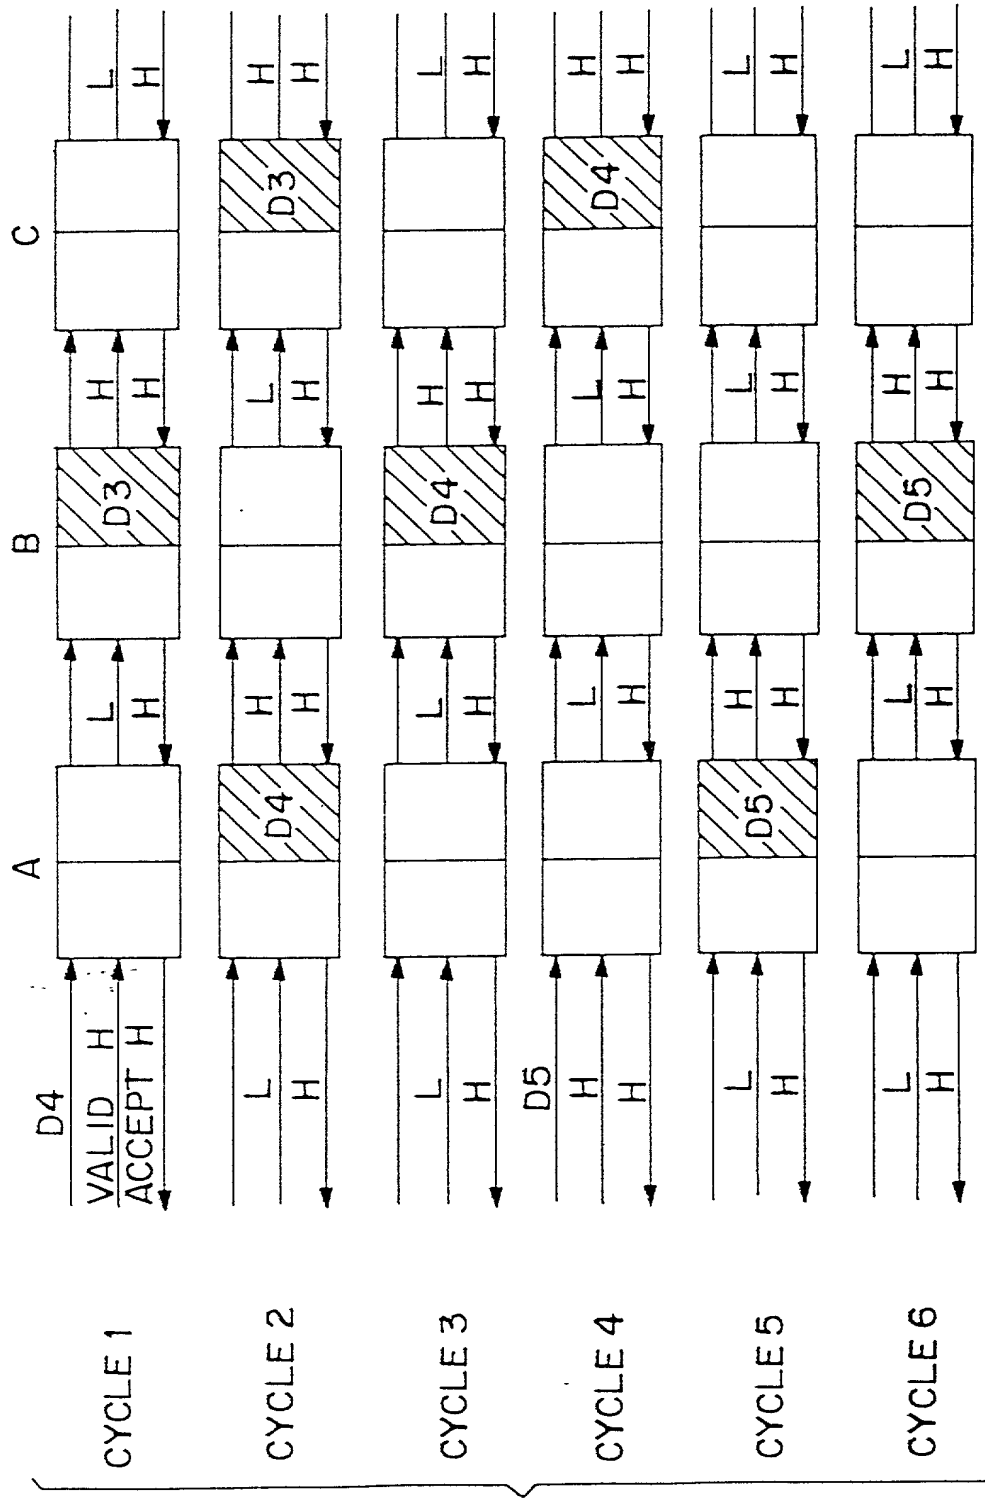 A B C
D4
VALID H L H L
CYCLE 1 D3
ACCEPT H H H H
L H L H
CYCLE 2 D4 D3
H H H H
L L H L
CYCLE 3 D4
H H H H
D5
H L L H
CYCLE 4 D4
H H H H
L H L L
CYCLE 5 D5
H H H H
L L H L
CYCLE 6 D5
H H H H